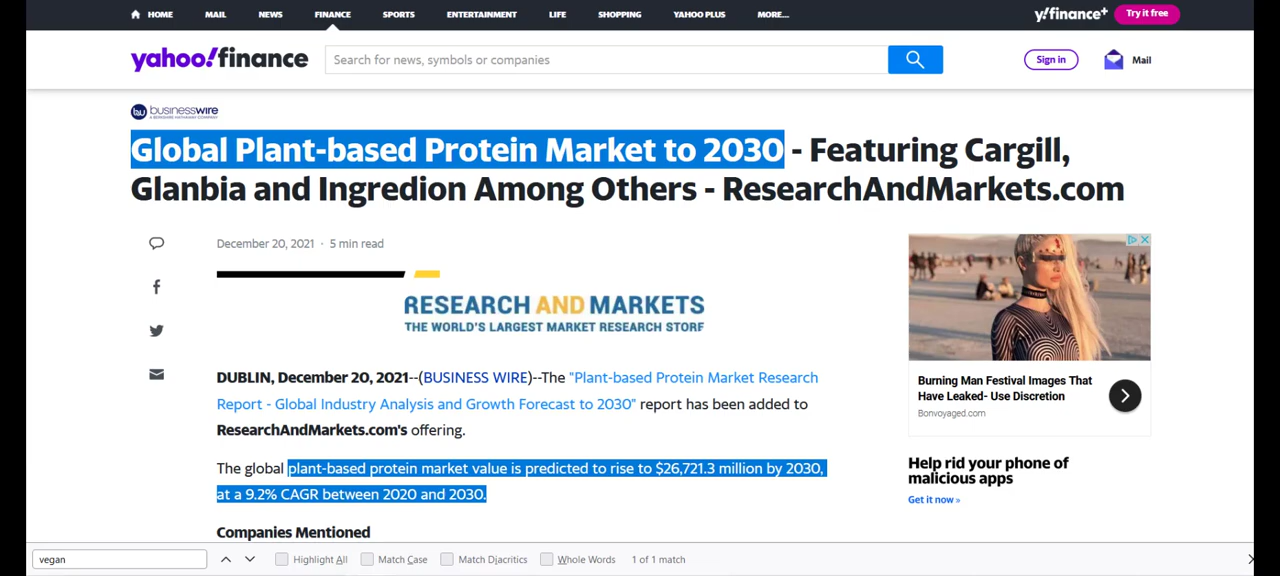 HOME MAIL NEWS FINANCE SPORTS ENTERTAINMENT LIFE SHOPPING YAHOO PLUS MORE... y!finance+ Try it free
yahoo!finance Search for news, symbols or companies Sign in Mail
businesswire
A BERKSHIRE HATHAWAY COMPANY
Global Plant-based Protein Market to 2030 - Featuring Cargill,
Glanbia and Ingredion Among Others - ResearchAndMarkets.com
December 20, 2021 · 5 min read
RESEARCH AND MARKETS
THE WORLD'S LARGEST MARKET RESEARCH STORE
DUBLIN, December 20, 2021--(BUSINESS WIRE)--The "Plant-based Protein Market Research
Report - Global Industry Analysis and Growth Forecast to 2030" report has been added to
ResearchAndMarkets.com's offering.
The global plant-based protein market value is predicted to rise to $26,721.3 million by 2030,
at a 9.2% CAGR between 2020 and 2030.
Companies Mentioned
Burning Man Festival Images That
Have Leaked- Use Discretion
Bonvoyaged.com
Help rid your phone of
malicious apps
Get it now »
vegan Highlight All Match Case Match Diacritics Whole Words 1 of 1 match